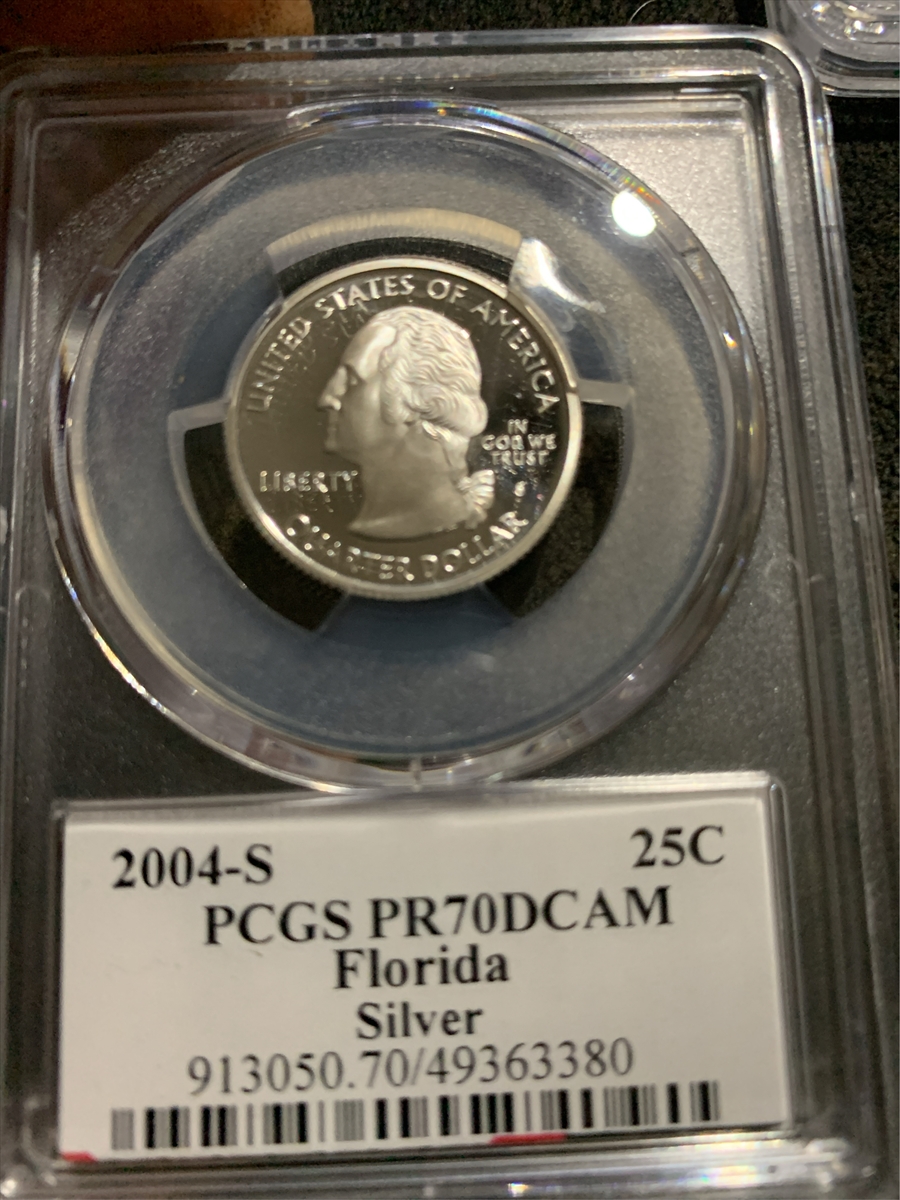 UNITED STATES OF AMERICA
IN
GOD WE
TRUST
LIBERTY
S
QUARTER DOLLAR
2004-S 25C
PCGS PR70DCAM
Florida
Silver
913050.70/49363380